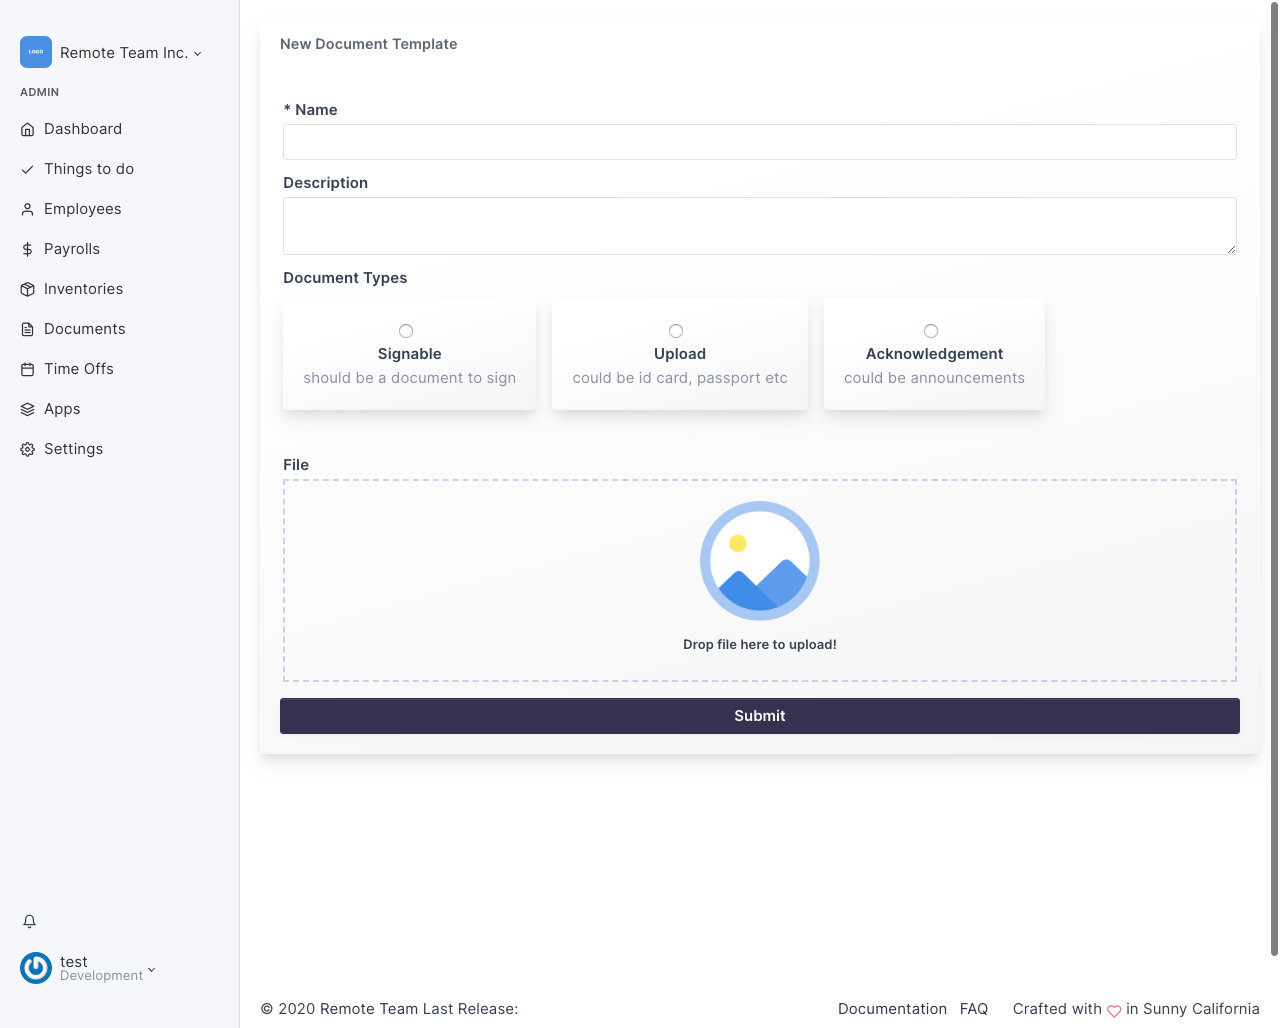 LOGO
Remote Team Inc.
ADMIN
Dashboard
Things to do
Employees
Payrolls
Inventories
Documents
Time Offs
Apps
Settings
test
Development
New Document Template
* Name
Description
Document Types
Signable
should be a document to sign
Upload
could be id card, passport etc
Acknowledgement
could be announcements
File
Drop file here to upload!
Submit
© 2020 Remote Team Last Release:
Documentation FAQ Crafted with in Sunny California